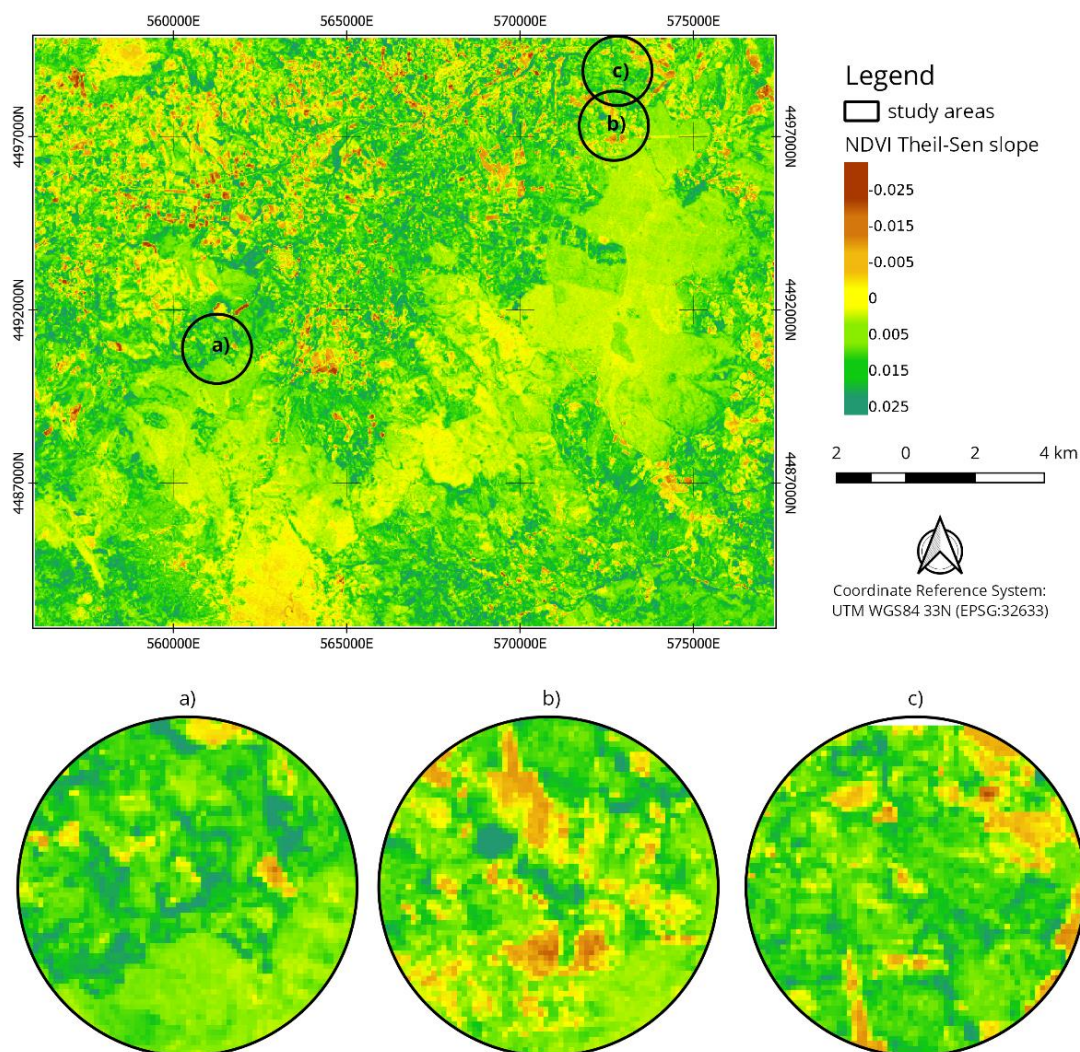 560000E 565000E 570000E 575000E
c)
b)
a)
4497000N
4492000N
4487000N
4497000N
4492000N
4487000N
560000E 565000E 570000E 575000E
Legend
study areas
NDVI Theil-Sen slope
-0.025
-0.015
-0.005
0
0.005
0.015
0.025
2 0 2 4 km
Coordinate Reference System:
UTM WGS84 33N (EPSG:32633)
a) b) c)